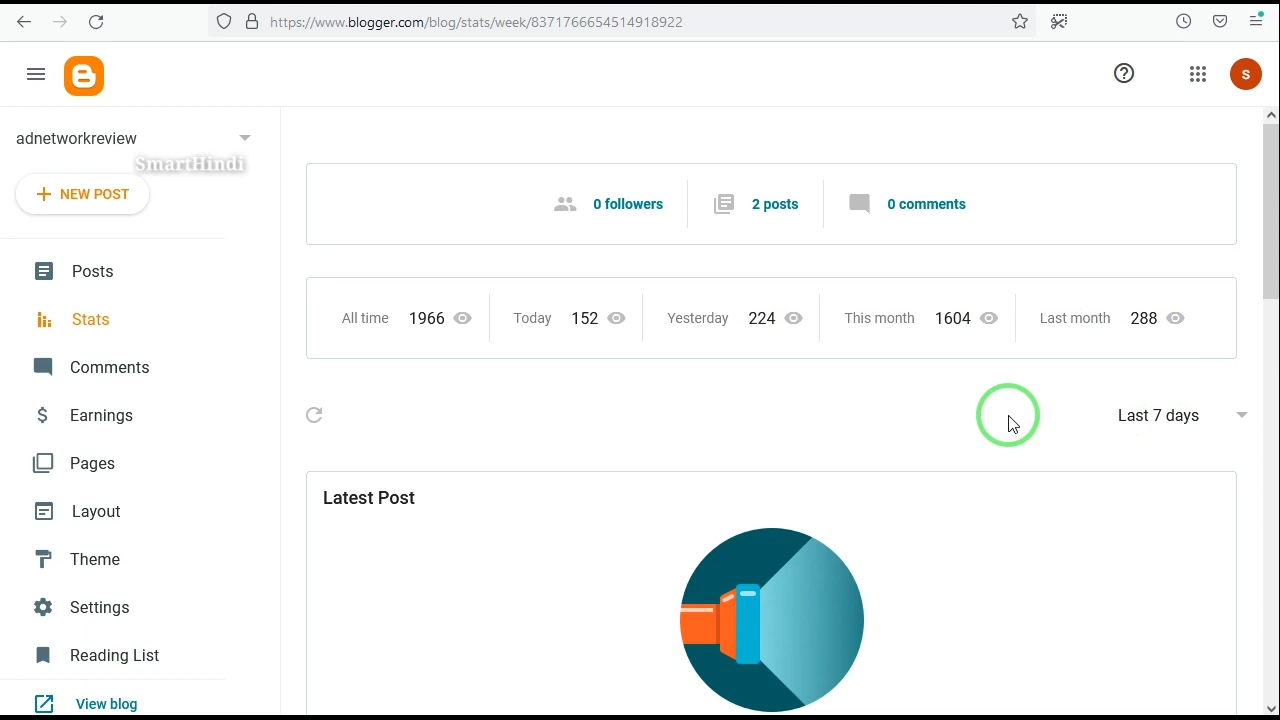 https://www.blogger.com/blog/stats/week/8371766654514918922
S
adnetworkreview
SmartHindi
NEW POST
0 followers
2 posts
0 comments
Posts
Stats
Comments
Earnings
Pages
Layout
Theme
Settings
Reading List
View blog
All time 1966
Today 152
Yesterday 224
This month 1604
Last month 288
Last 7 days
Latest Post